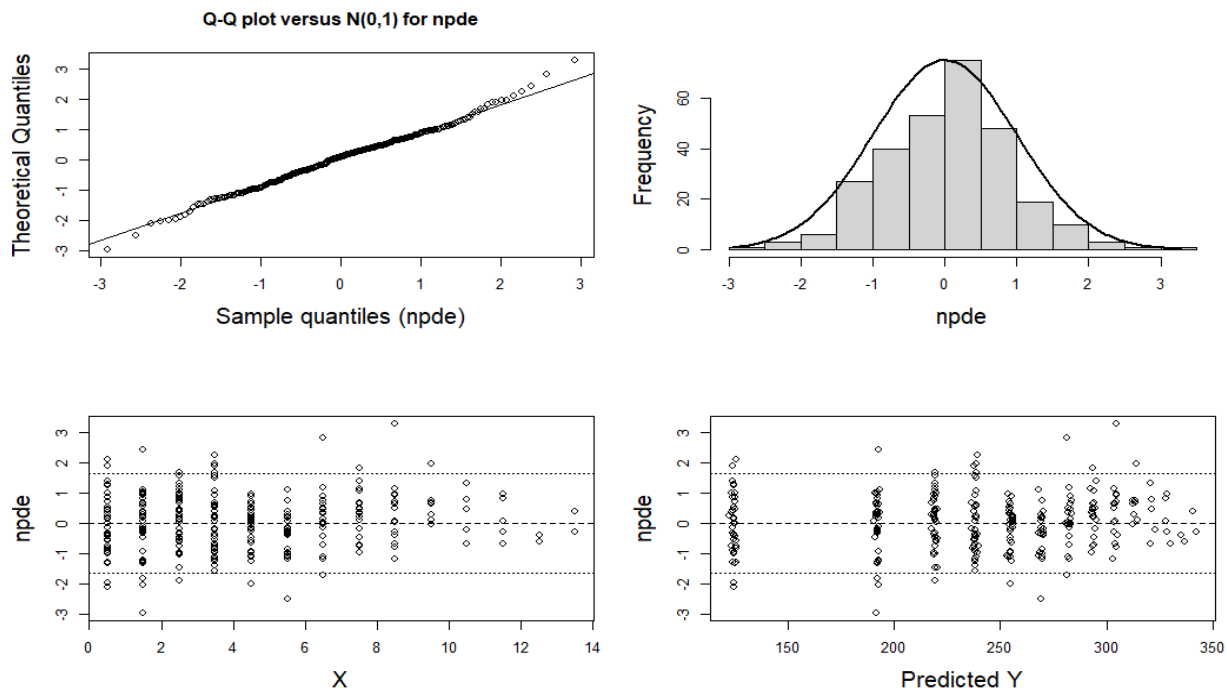 Q-Q plot versus N(0,1) for npde
Theoretical Quantiles
3
2
1
0
-1
-2
-3
-3 -2 -1 0 1 2 3
Sample quantiles (npde)
Frequency
60
40
20
0
-3 -2 -1 0 1 2 3
npde
npde
3
2
1
0
-1
-2
-3
0 2 4 6 8 10 12 14
X
npde
3
2
1
0
-1
-2
-3
150 200 250 300 350
Predicted Y